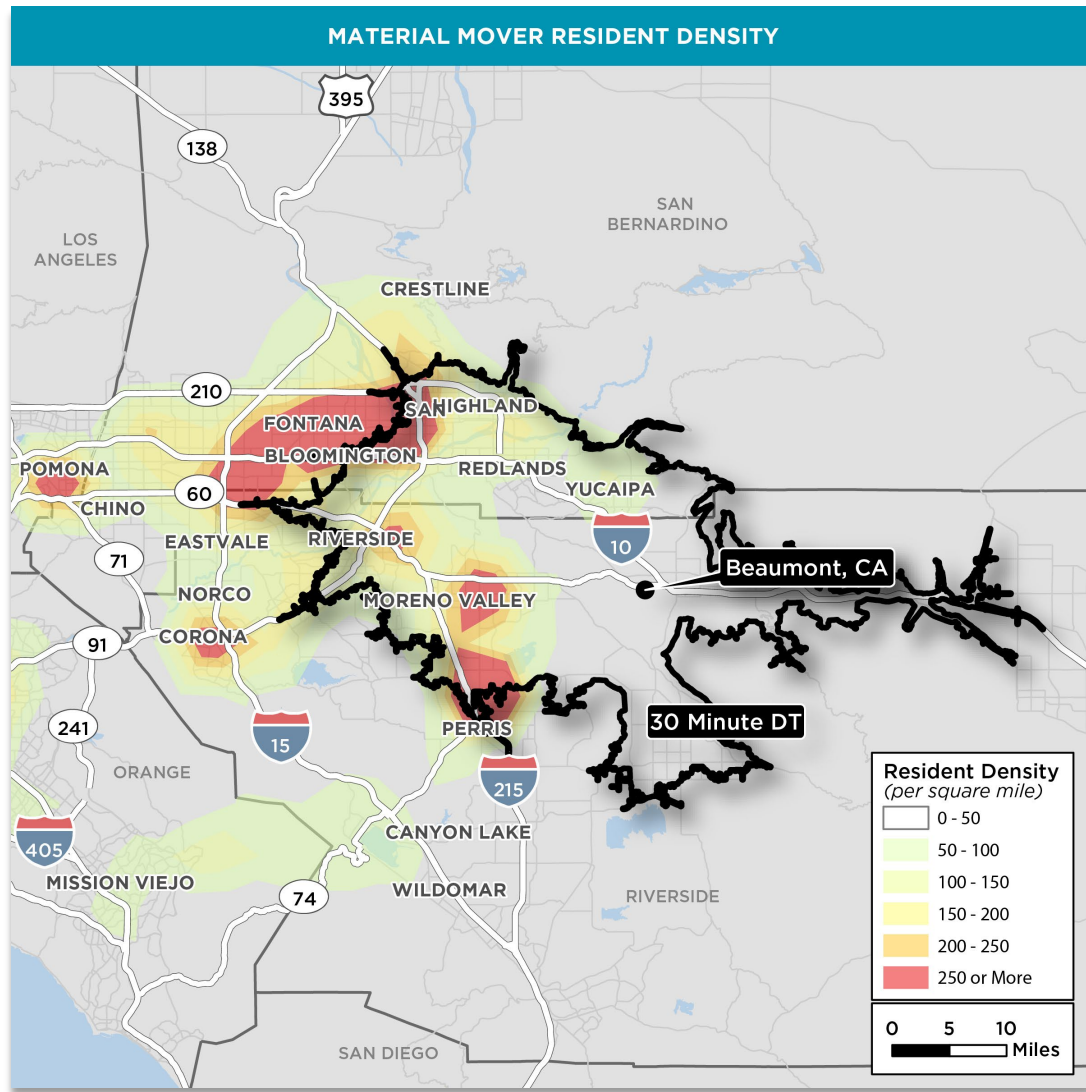 MATERIAL MOVER RESIDENT DENSITY
395
138
SAN
BERNARDINO
LOS
ANGELES
CRESTLINE
210
SAN
HIGHLAND
FONTANA
BLOOMINGTON
POMONA
REDLANDS
60
YUCAIPA
CHINO
EASTVALE
RIVERSIDE
10
71
Beaumont, CA
NORCO
MORENO VALLEY
CORONA
91
241
30 Minute DT
PERRIS
15
ORANGE
215
405
CANYON LAKE
MISSION VIEJO
WILDOMAR
74
RIVERSIDE
SAN DIEGO
Resident Density
(per square mile)
0 - 50
50 - 100
100 - 150
150 - 200
200 - 250
250 or More
0 5 10
Miles